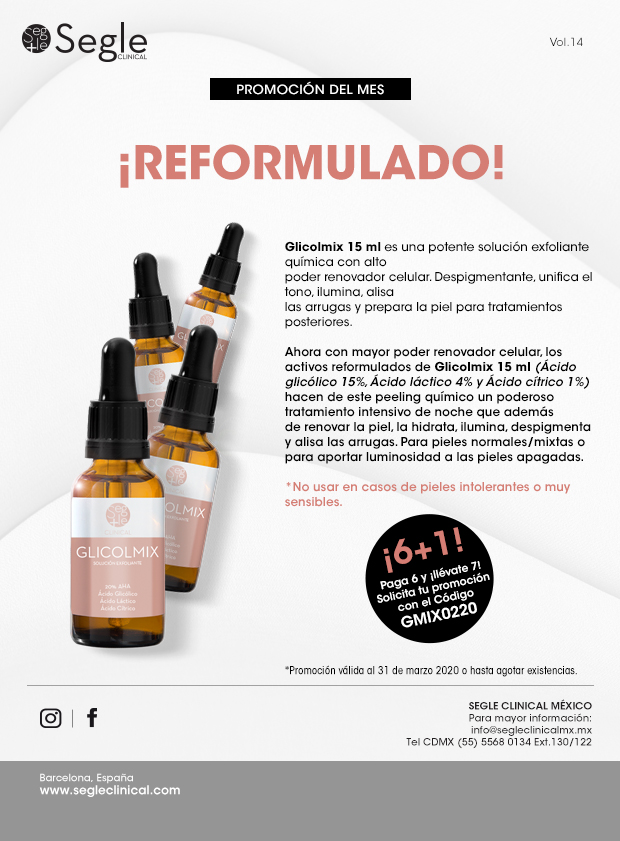 Seg+le Segle
CLINICAL
Vol.14
PROMOCIÓN DEL MES
¡REFORMULADO!
Glicolmix 15 ml es una potente solución exfoliante
química con alto
poder renovador celular. Despigmentante, unifica el
tono, ilumina, alisa
las arrugas y prepara la piel para tratamientos
posteriores.
Ahora con mayor poder renovador celular, los
activos reformulados de Glicolmix 15 ml (Ácido
glicólico 15%, Ácido láctico 4% y Ácido cítrico 1%)
hacen de este peeling químico un poderoso
tratamiento intensivo de noche que además
de renovar la piel, la hidrata, ilumina, despigmenta
y alisa las arrugas. Para pieles normales/mixtas o
para aportar luminosidad a las pieles apagadas.
*No usar en casos de pieles intolerantes o muy
sensibles.
GLICOLMIX
SOLUCIÓN EXFOLIANTE
20% AHA
Ácido Glicólico
Ácido Láctico
Ácido Cítrico
¡6+1!
Paga 6 y ¡llévate 7!
Solicita tu promoción
con el Código
GMIX0220
*Promoción válida al 31 de marzo 2020 o hasta agotar existencias.
SEGLE CLINICAL MÉXICO
Para mayor información:
info@segleclinicalmx.mx
Tel CDMX (55) 5568 0134 Ext.130/122
Barcelona, España
www.segleclinical.com